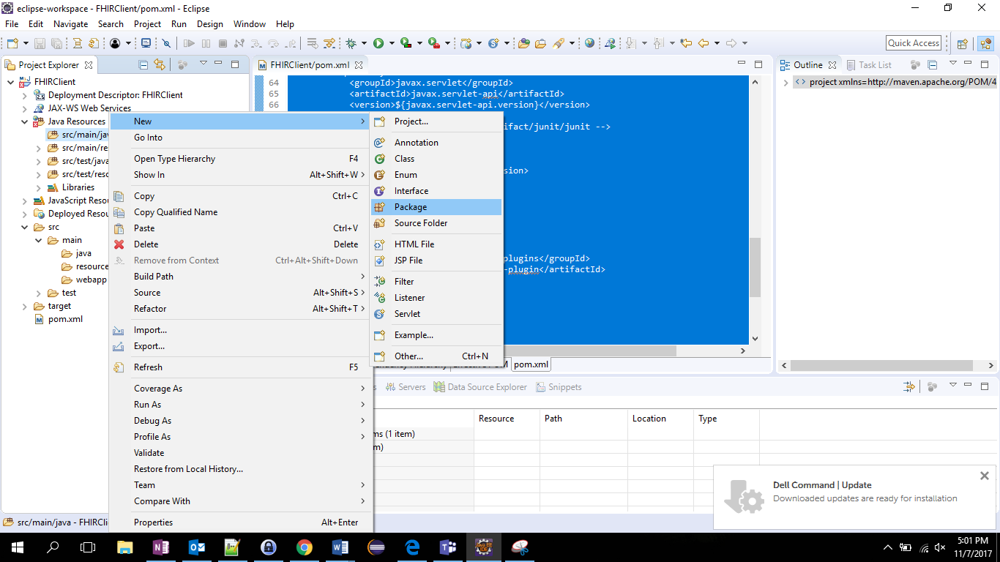 eclipse-workspace - FHIRClient/pom.xml - Eclipse
File Edit Navigate Search Project Run Design Window Help
Quick Access
Project Explorer
FHIRClient
Deployment Descriptor: FHIRClient
JAX-WS Web Services
Java Resources
src/main/jav
src/main/re
src/test/java
src/test/reso
Libraries
JavaScript Resou
Deployed Resou
src
main
java
resource
webapp
test
target
pom.xml
New
Go Into
Open Type Hierarchy F4
Show In Alt+Shift+W
Copy Ctrl+C
Copy Qualified Name
Paste Ctrl+V
Delete Delete
Remove from Context Ctrl+Alt+Shift+Down
Build Path
Source Alt+Shift+S
Refactor Alt+Shift+T
Import...
Export...
Refresh F5
Coverage As
Run As
Debug As
Profile As
Validate
Restore from Local History...
Team
Compare With
Properties Alt+Enter
Project...
Annotation
Class
Enum
Interface
Package
Source Folder
HTML File
JSP File
Filter
Listener
Servlet
Example...
Other... Ctrl+N
FHIRClient/pom.xml
64 <groupId>javax.servlet</groupId>
65 <artifactId>javax.servlet-api</artifactId>
66 <version>${javax.servlet-api.version}</version>
ifact/junit/junit -->
sion>
plugins</groupId>
-plugin</artifactId>
pom.xml
Outline Task List
project xmlns=http://maven.apache.org/POM/4
s Servers Data Source Explorer Snippets
Resource Path Location Type
ms (1 item)
m)
Dell Command | Update
Downloaded updates are ready for installation
src/main/java - FHIRCli
5:01 PM
11/7/2017